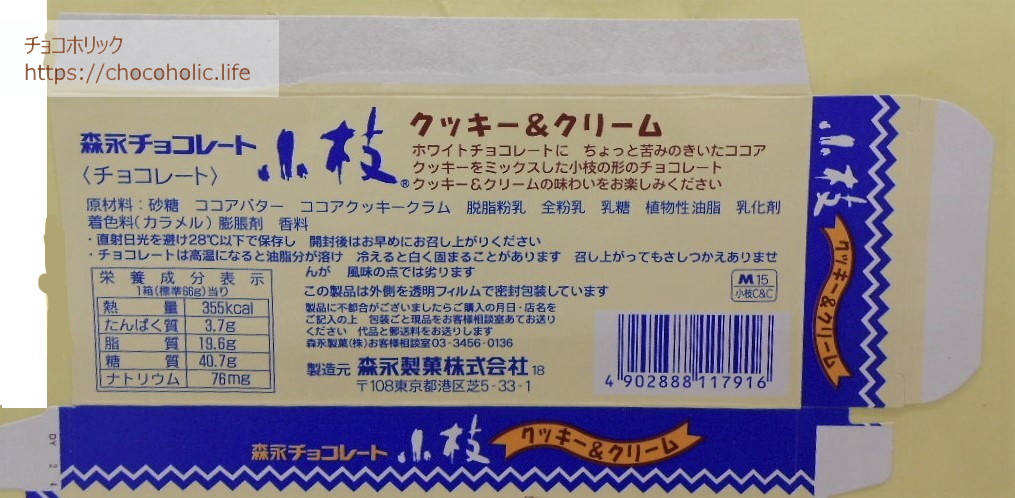 チョコホリック
https://chocoholic.life
森永チョコレート
〈チョコレート〉
小枝®
クッキー&クリーム
ホワイトチョコレートに ちょっと苦みのきいたココア
クッキーをミックスした小枝の形のチョコレート
クッキー&クリームの味わいをお楽しみください
原材料:砂糖 ココアバター ココアクッキークラム 脱脂粉乳 全粉乳 乳糖 植物性油脂 乳化剤
着色料(カラメル) 膨脹剤 香料
・直射日光を避け28℃以下で保存し 開封後はお早めにお召し上がりください
・チョコレートは高温になると油脂分が溶け 冷えると白く固まることがあります 召し上がってもさしつかえありませ
んが 風味の点では劣ります
栄養成分表示
1箱(標準66g)当り
熱量 355kcal
たんぱく質 3.7g
脂質 19.6g
糖質 40.7g
ナトリウム 76mg
この製品は外側を透明フィルムで密封包装しています
製品に不都合がございましたらご購入の月日・店名を
ご記入の上 包装ごと現品をお客様相談室あてお送り
ください 代品と郵送料をお送りします
森永製菓(株)お客様相談室03-3456-0136
製造元 森永製菓株式会社 18
〒108東京都港区芝5-33-1
M 15
小枝C&C
4 902888 117916
小枝
クッキー&クリーム
森永チョコレート 小枝 クッキー&クリーム
DY 2 4